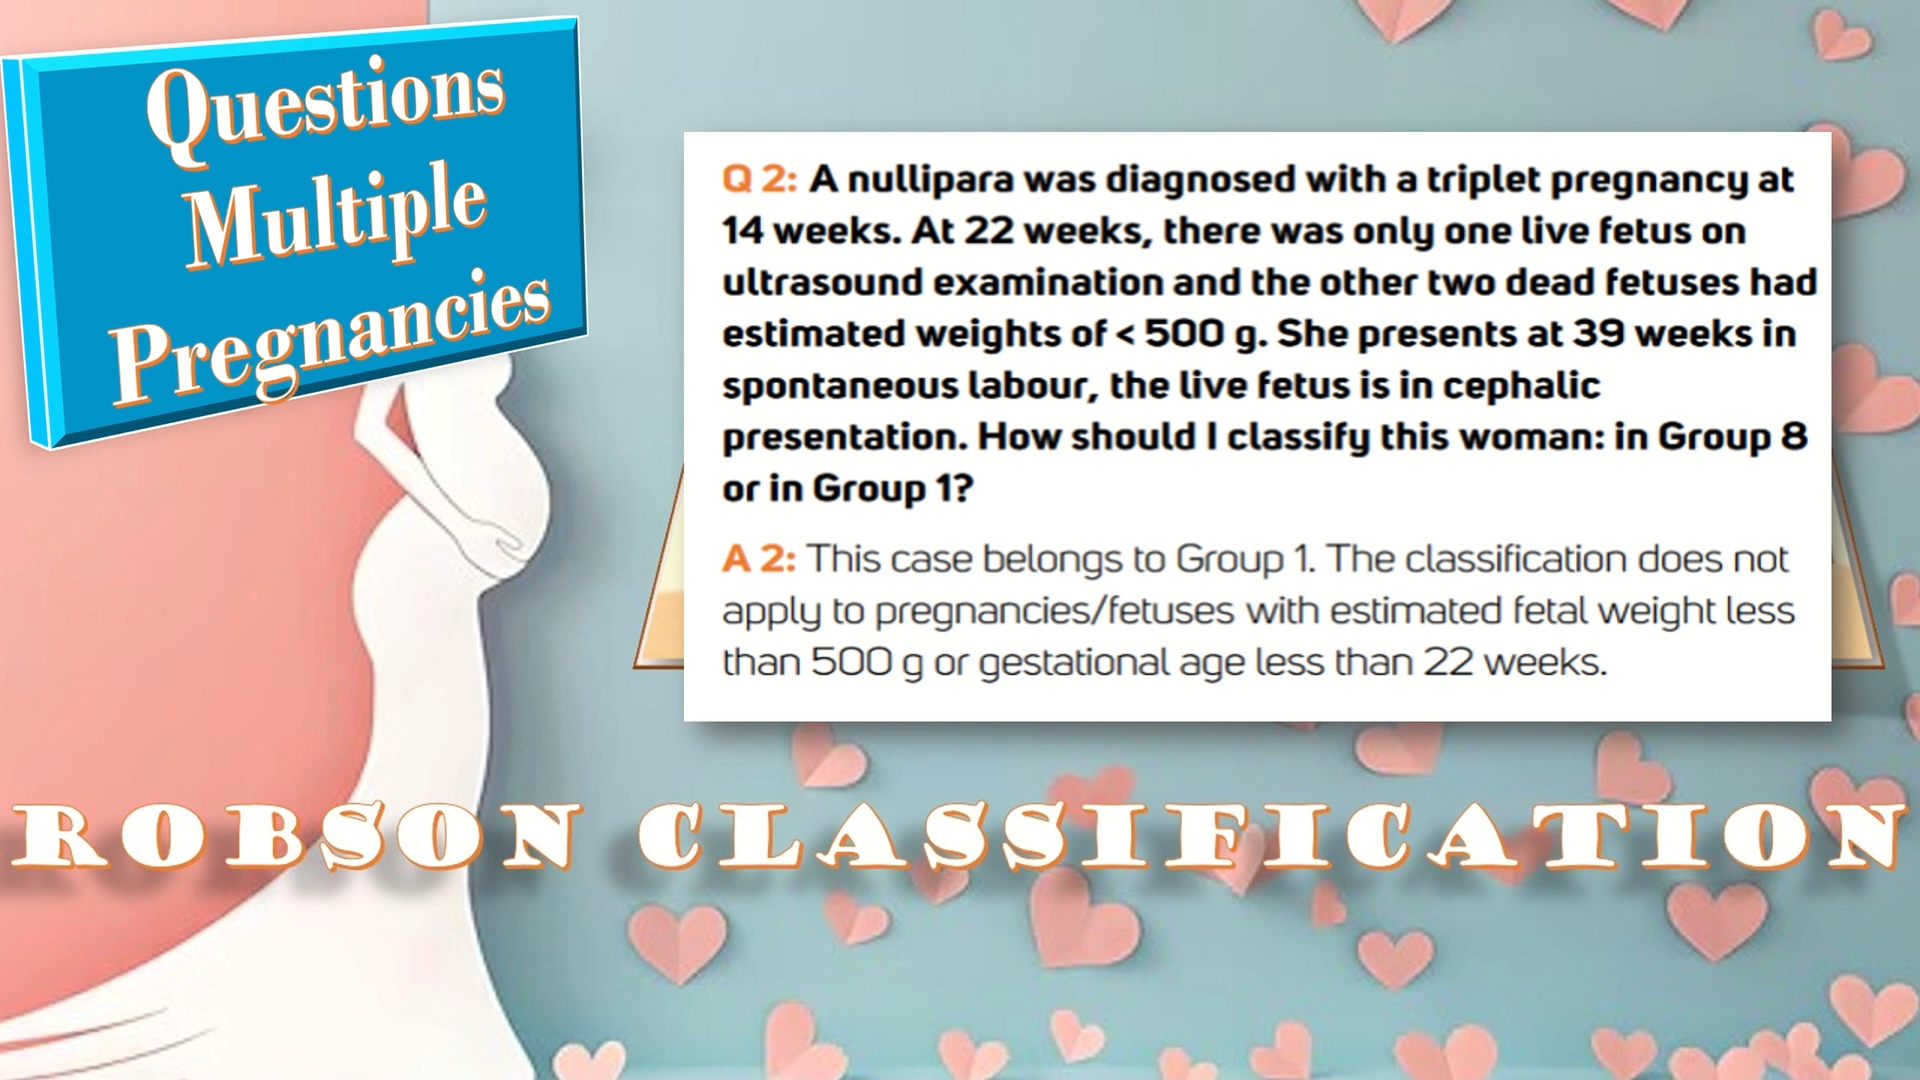 Questions
Multiple
Pregnancies
Q 2: A nullipara was diagnosed with a triplet pregnancy at
14 weeks. At 22 weeks, there was only one live fetus on
ultrasound examination and the other two dead fetuses had
estimated weights of < 500 g. She presents at 39 weeks in
spontaneous labour, the live fetus is in cephalic
presentation. How should I classify this woman: in Group 8
or in Group 1?
A 2: This case belongs to Group 1. The classification does not
apply to pregnancies/fetuses with estimated fetal weight less
than 500 g or gestational age less than 22 weeks.
ROBSON CLASSIFICATION